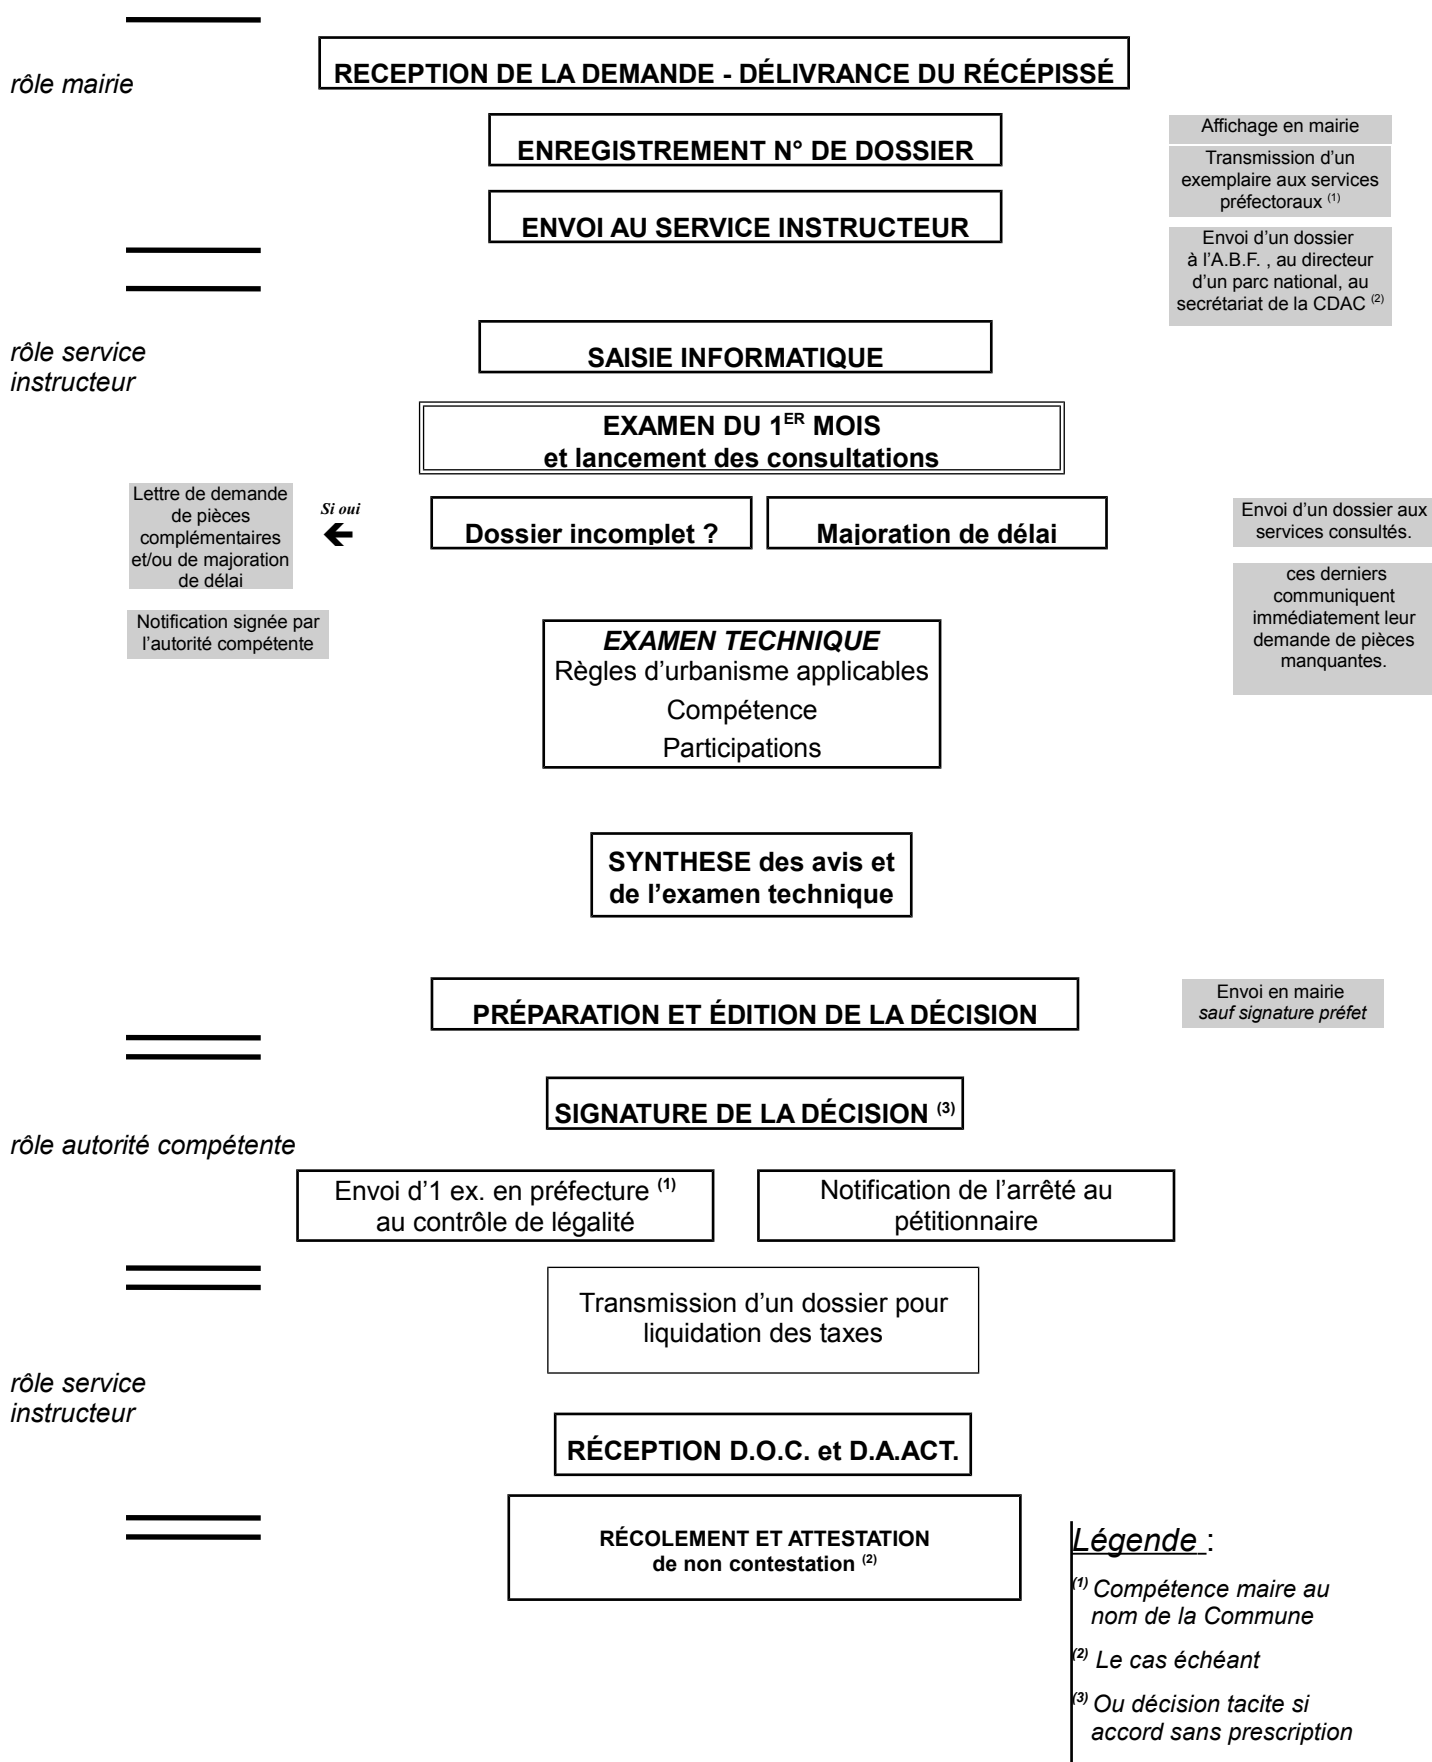 rôle mairie
RECEPTION DE LA DEMANDE - DÉLIVRANCE DU RÉCÉPISSÉ
ENREGISTREMENT N° DE DOSSIER
Affichage en mairie
Transmission d'un
exemplaire aux services
préfectoraux (1)
ENVOI AU SERVICE INSTRUCTEUR
Envoi d'un dossier
à l'A.B.F. , au directeur
d'un parc national, au
secrétariat de la CDAC (2)
rôle service
instructeur
SAISIE INFORMATIQUE
EXAMEN DU 1ER MOIS
et lancement des consultations
Lettre de demande
de pièces
complémentaires
et/ou de majoration
de délai
Si oui
Dossier incomplet ?
Majoration de délai
Envoi d'un dossier aux
services consultés.
ces derniers
communiquent
immédiatement leur
demande de pièces
manquantes.
Notification signée par
l'autorité compétente
EXAMEN TECHNIQUE
Règles d'urbanisme applicables
Compétence
Participations
SYNTHESE des avis et
de l'examen technique
PRÉPARATION ET ÉDITION DE LA DÉCISION
Envoi en mairie
sauf signature préfet
SIGNATURE DE LA DÉCISION (3)
rôle autorité compétente
Envoi d'1 ex. en préfecture (1)
au contrôle de légalité
Notification de l'arrêté au
pétitionnaire
Transmission d'un dossier pour
liquidation des taxes
rôle service
instructeur
RÉCEPTION D.O.C. et D.A.ACT.
RÉCOLEMENT ET ATTESTATION
de non contestation (2)
Légende :
(1) Compétence maire au
nom de la Commune
(2) Le cas échéant
(3) Ou décision tacite si
accord sans prescription